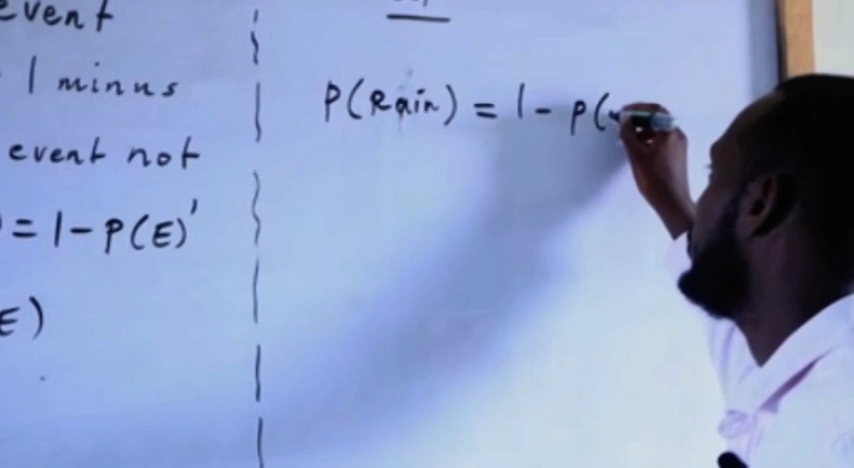 event
1 minus
event not
) = 1 - P(E)'
E)
P(Rain) = 1 - P(